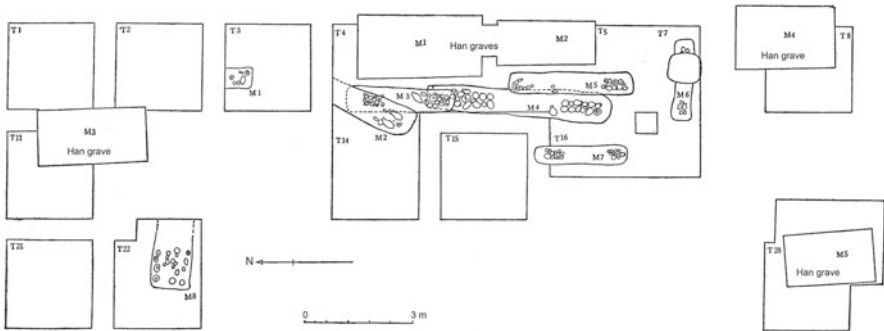 T1
T2
T3
T4
T5
T7
M1
M2
Han graves
M4
Han grave
T8
M1
M3
M5
M4
M6
M2
M3
Han grave
T13
T14
T15
T16
M7
T21
T22
M8
N
0 3 m
T28
M5
Han grave